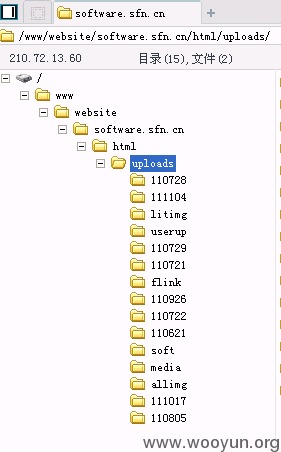 software.sfn.cn
+
/www/website/software.sfn.cn/html/uploads/
210.72.13.60 目录(15),文件(2)
/
www
website
software.sfn.cn
html
uploads
110728
111104
litimg
userup
110729
110721
flink
110926
110722
110621
soft
media
allimg
111017
110805
www.wooyun.org